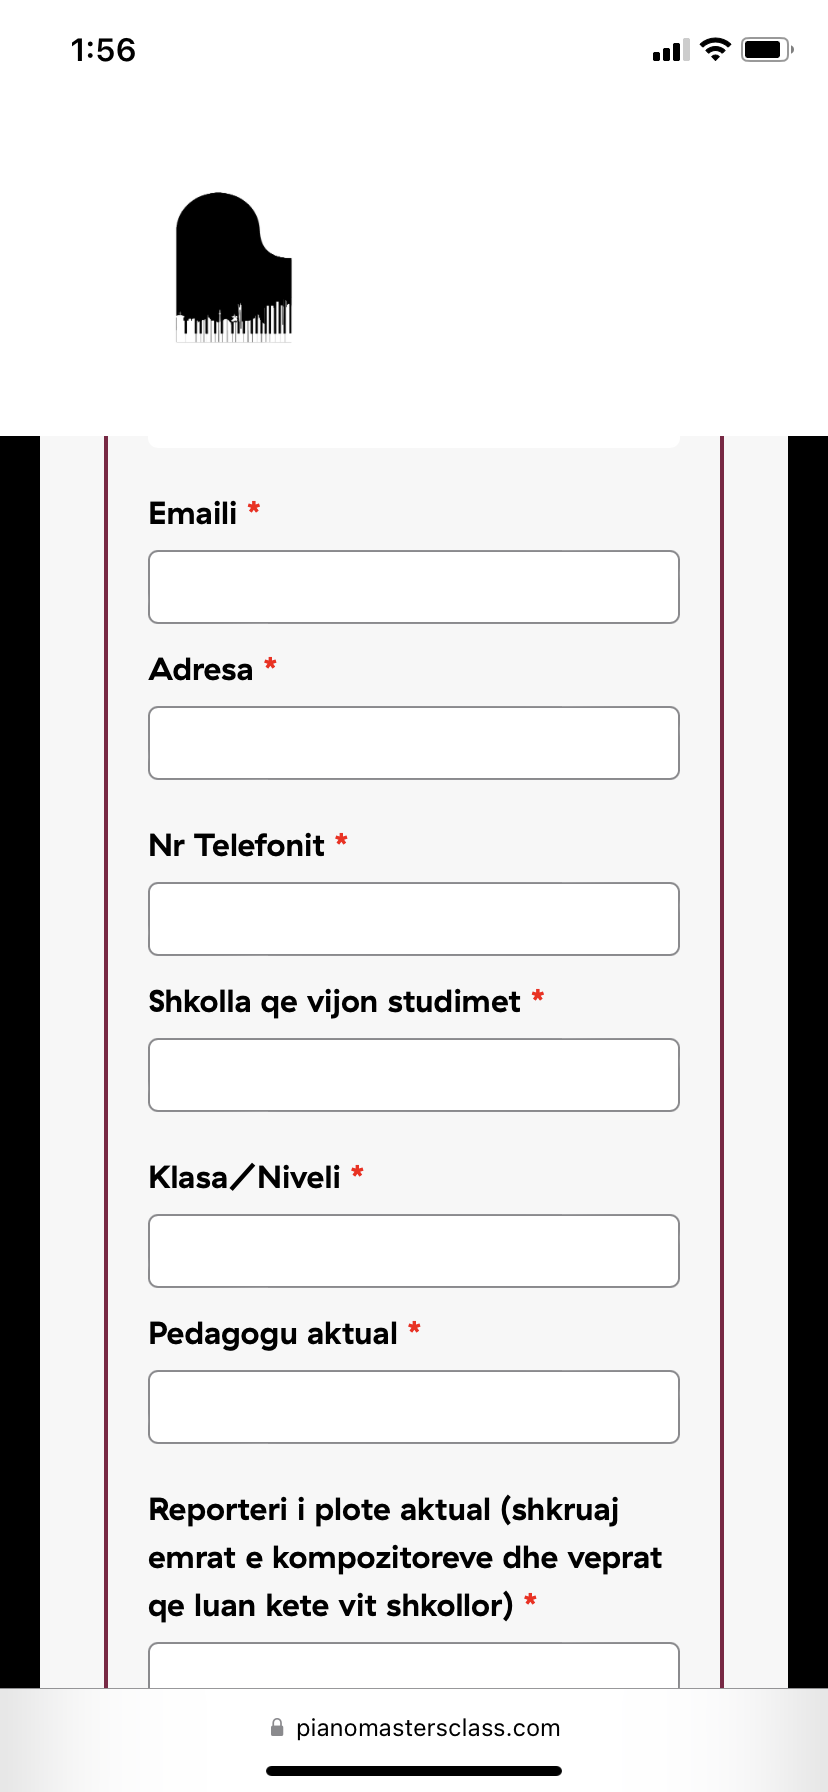 1:56
Emaili *
Adresa *
Nr Telefonit *
Shkolla qe vijon studimet *
Klasa/Niveli *
Pedagogu aktual *
Reporteri i plote aktual (shkruaj
emrat e kompozitoreve dhe veprat
qe luan kete vit shkollor) *
pianomastersclass.com